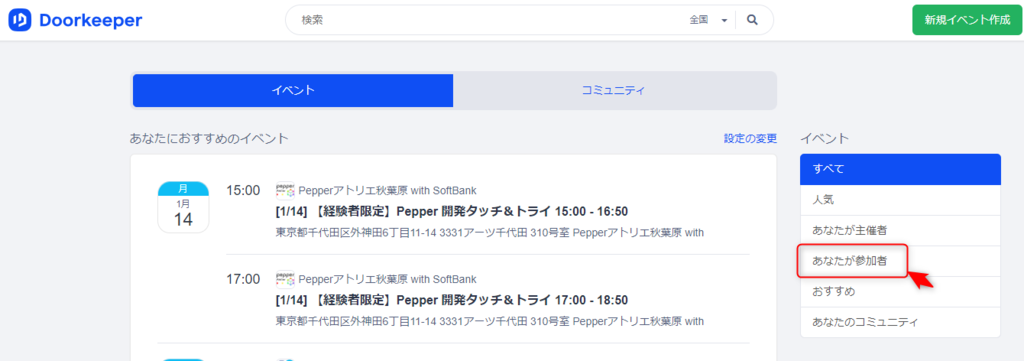 Doorkeeper
検索
全国
新規イベント作成
イベント
コミュニティ
あなたにおすすめのイベント
設定の変更
月
1月
14
15:00
Pepperアトリエ秋葉原 with SoftBank
[1/14] 【経験者限定】Pepper 開発タッチ＆トライ 15:00 - 16:50
東京都千代田区外神田6丁目11-14 3331アーツ千代田 310号室 Pepperアトリエ秋葉原 with
17:00
Pepperアトリエ秋葉原 with SoftBank
[1/14] 【経験者限定】Pepper 開発タッチ＆トライ 17:00 - 18:50
東京都千代田区外神田6丁目11-14 3331アーツ千代田 310号室 Pepperアトリエ秋葉原 with
イベント
すべて
人気
あなたが主催者
あなたが参加者
おすすめ
あなたのコミュニティ